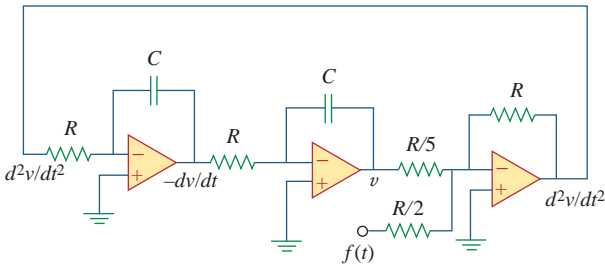 C
R
d²v/dt²
−
+
−dv/dt
R
C
−
+
v
R/5
R/2
f(t)
R
−
+
d²v/dt²